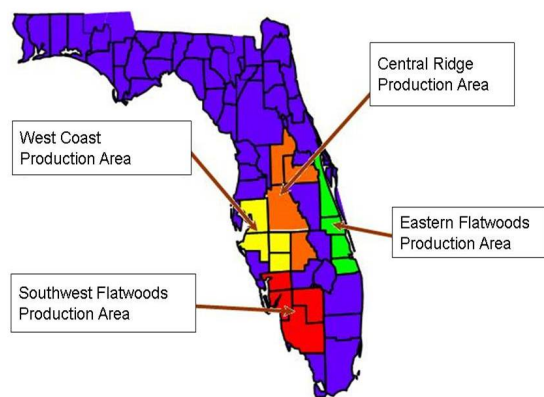 Central Ridge
Production Area
West Coast
Production Area
Eastern Flatwoods
Production Area
Southwest Flatwoods
Production Area